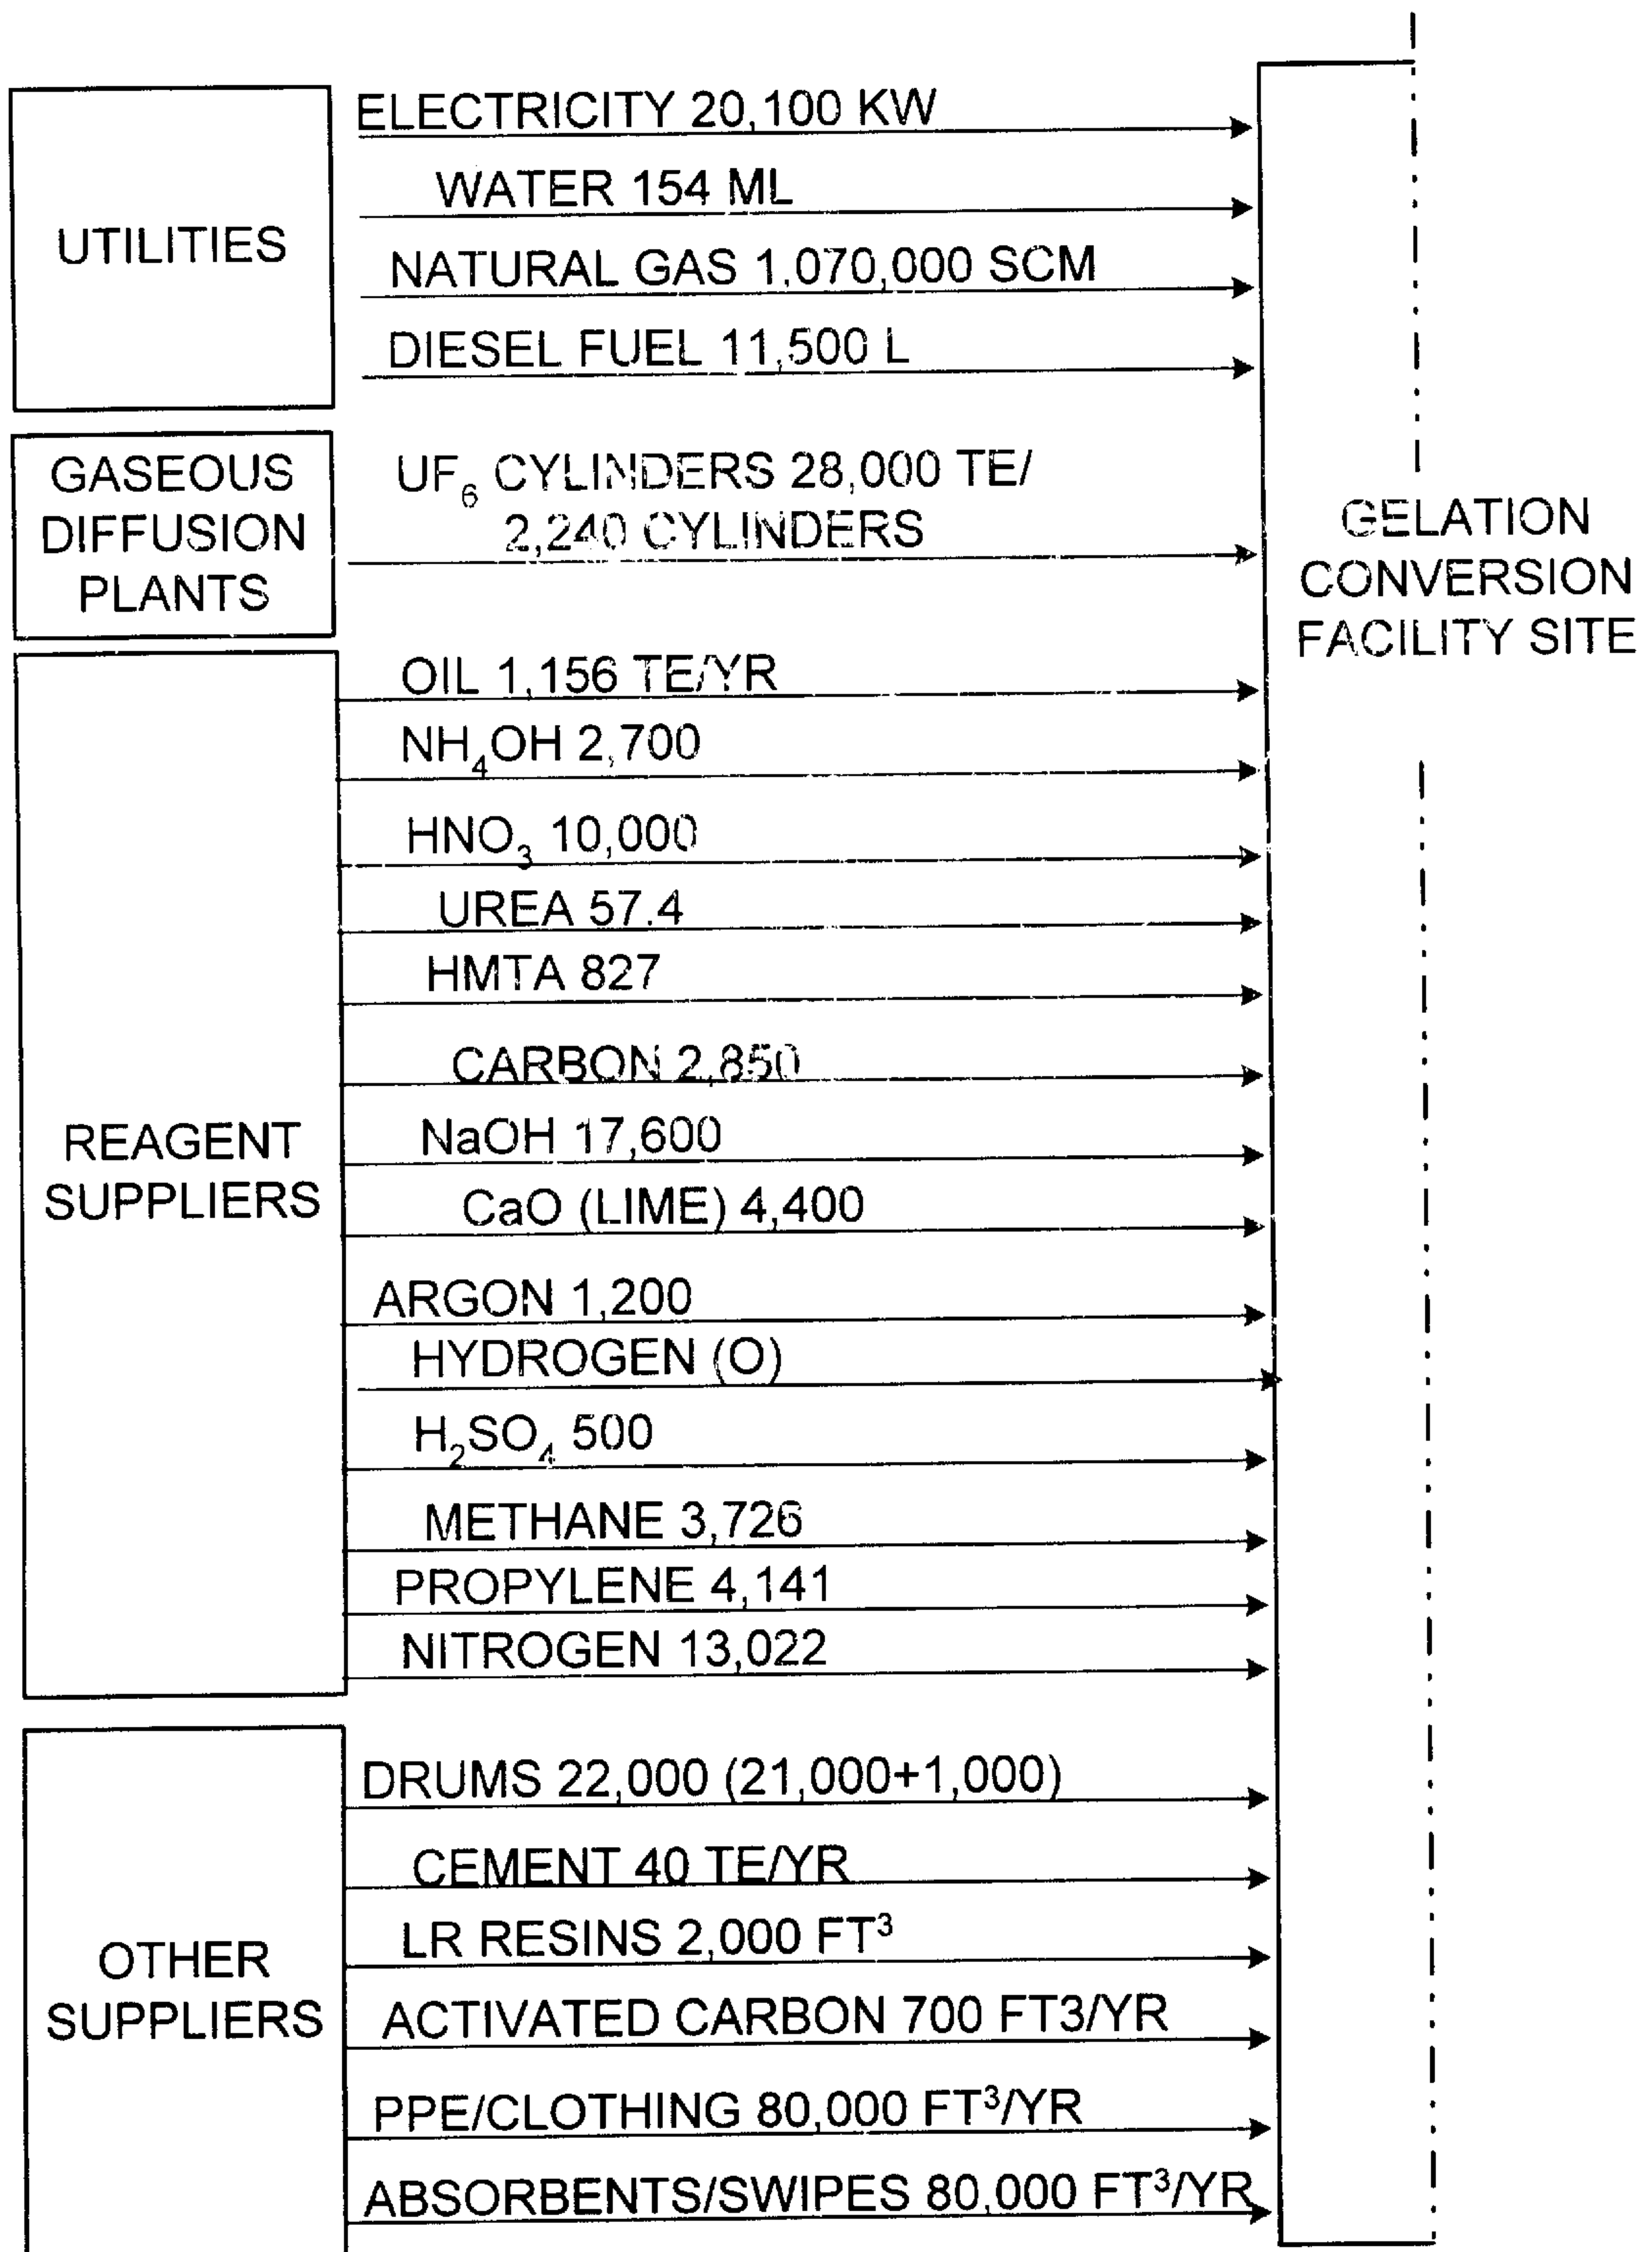 UTILITIES
ELECTRICITY 20,100 KW
WATER 154 ML
NATURAL GAS 1,070,000 SCM
DIESEL FUEL 11,500 L
GASEOUS
DIFFUSION
PLANTS
UF₆ CYLINDERS 28,000 TE/
2,240 CYLINDERS
GELATION
CONVERSION
FACILITY SITE
REAGENT
SUPPLIERS
OIL 1,156 TE/YR
NH₄OH 2,700
HNO₃ 10,000
UREA 57.4
HMTA 827
CARBON 2,850
NaOH 17,600
CaO (LIME) 4,400
ARGON 1,200
HYDROGEN (O)
H₂SO₄ 500
METHANE 3,726
PROPYLENE 4,141
NITROGEN 13,022
OTHER
SUPPLIERS
DRUMS 22,000 (21,000+1,000)
CEMENT 40 TE/YR
LR RESINS 2,000 FT³
ACTIVATED CARBON 700 FT3/YR
PPE/CLOTHING 80,000 FT³/YR
ABSORBENTS/SWIPES 80,000 FT³/YR